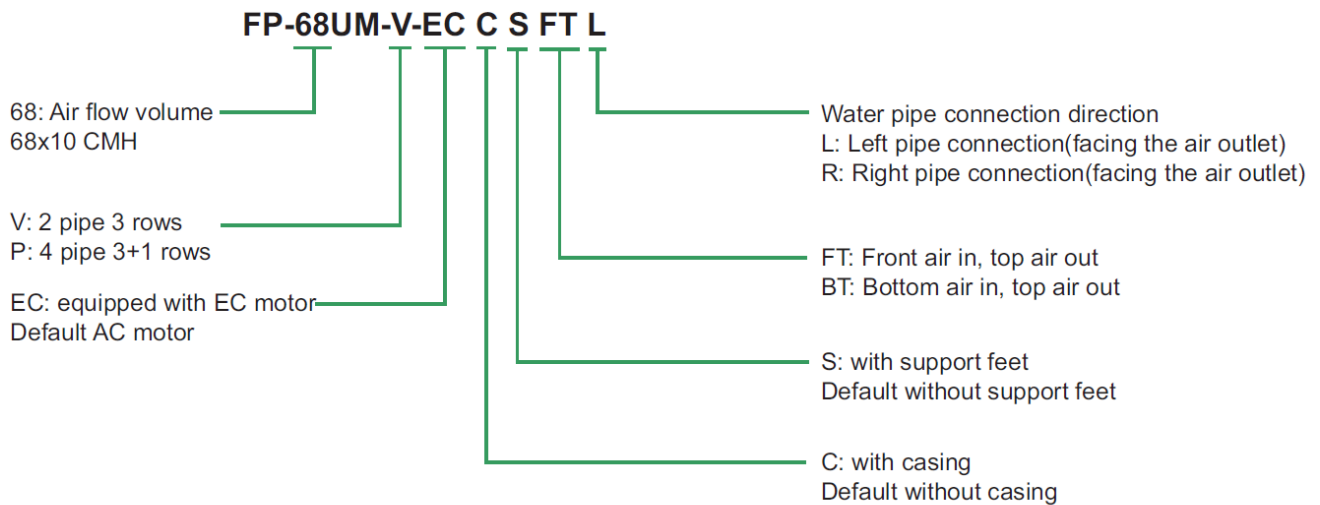 FP-68UM-V-EC C S FT L
68: Air flow volume
68x10 CMH
V: 2 pipe 3 rows
P: 4 pipe 3+1 rows
EC: equipped with EC motor
Default AC motor
Water pipe connection direction
L: Left pipe connection(facing the air outlet)
R: Right pipe connection(facing the air outlet)
FT: Front air in, top air out
BT: Bottom air in, top air out
S: with support feet
Default without support feet
C: with casing
Default without casing